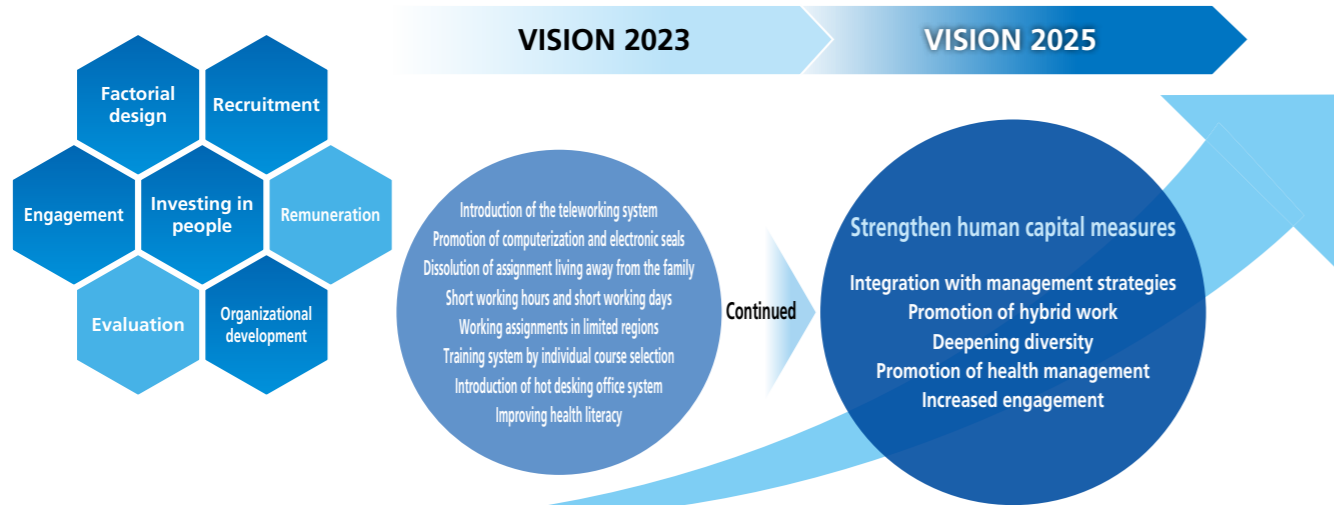 VISION 2023
VISION 2025
Factorial
design
Recruitment
Engagement
Investing in
people
Remuneration
Evaluation
Organizational
development
Introduction of the teleworking system
Promotion of computerization and electronic seals
Dissolution of assignment living away from the family
Short working hours and short working days
Working assignments in limited regions
Training system by individual course selection
Introduction of hot desking office system
Improving health literacy
Continued
Strengthen human capital measures
Integration with management strategies
Promotion of hybrid work
Deepening diversity
Promotion of health management
Increased engagement